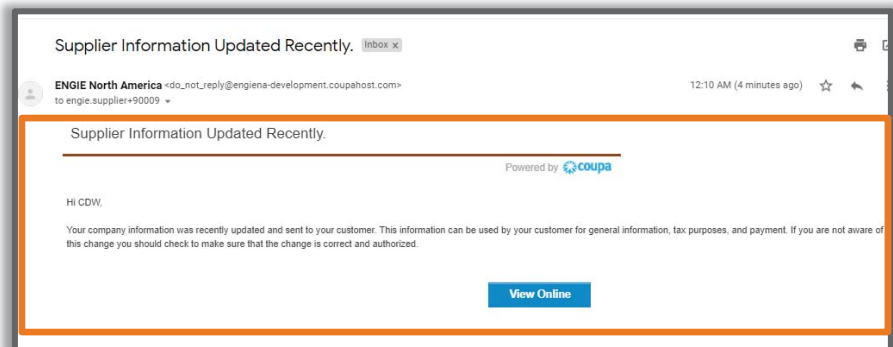 Supplier Information Updated Recently. Inbox x
ENGIE North America <do_not_reply@engiena-development.coupahost.com> 12:10 AM (4 minutes ago)
to engie.supplier+90009
Supplier Information Updated Recently.
Powered by coupa
Hi CDW,
Your company information was recently updated and sent to your customer. This information can be used by your customer for general information, tax purposes, and payment. If you are not aware of
this change you should check to make sure that the change is correct and authorized.
View Online